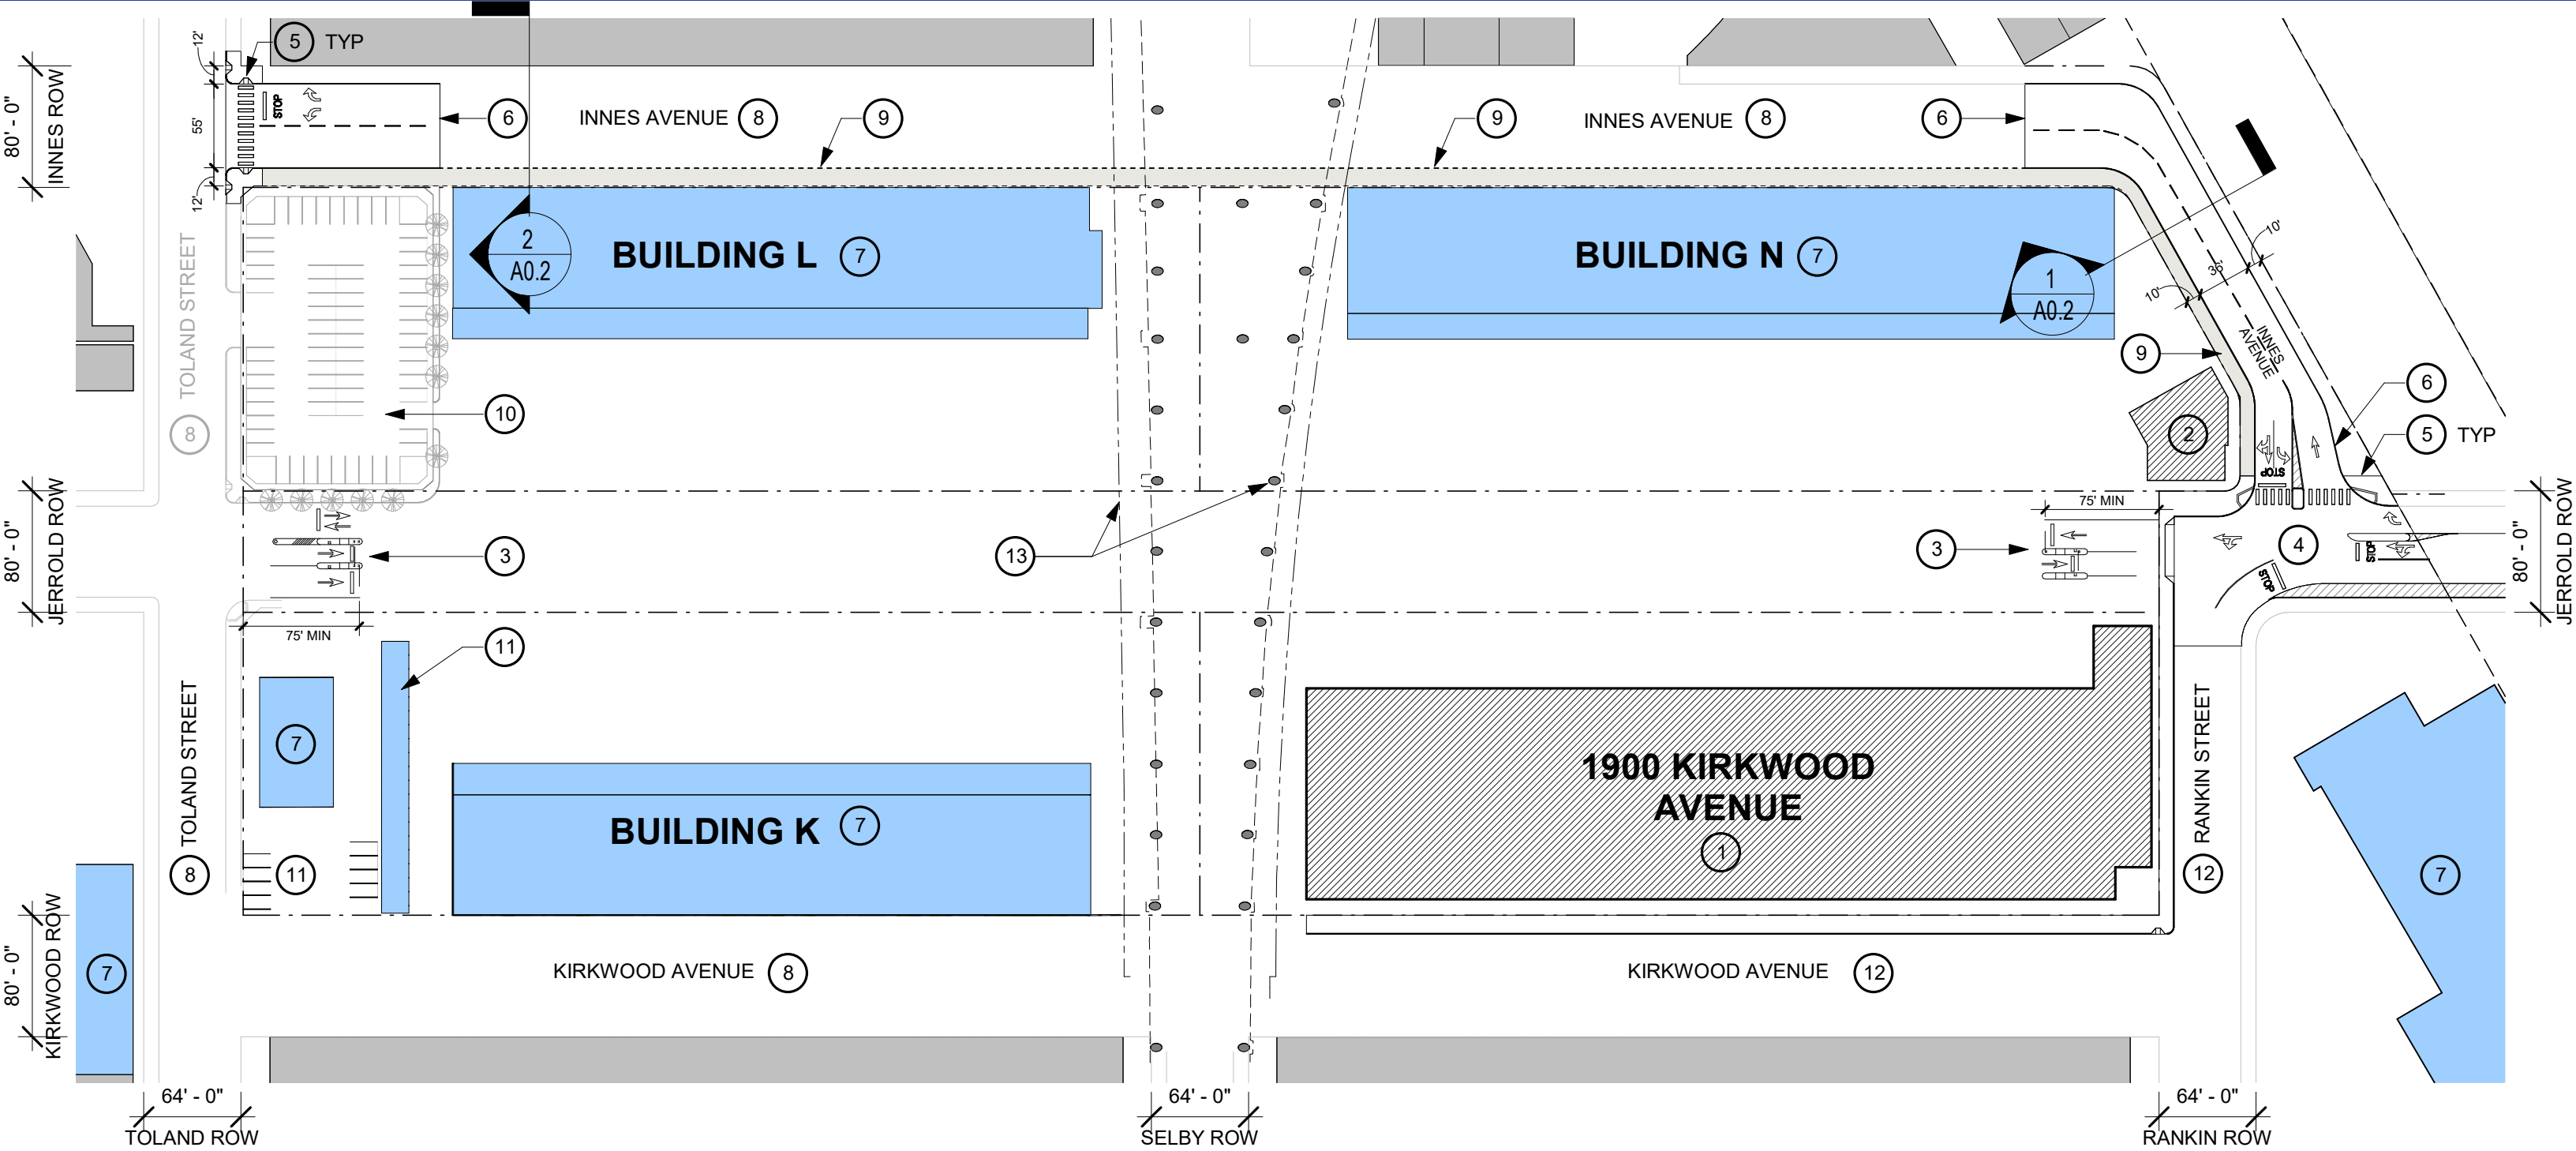 5 TYP
12'
55'
12'
80' - 0"
INNES ROW
STOP
6
INNES AVENUE 8
9
9
INNES AVENUE 8
6
2
A0.2
BUILDING L 7
BUILDING N 7
1
A0.2
10'
36'
10'
INNES
AVENUE
9
6
5 TYP
2
STOP
TOLAND STREET
8
10
80' - 0"
JERROLD ROW
3
75' MIN
13
3
75' MIN
4
STOP
STOP
80' - 0"
JERROLD ROW
11
7
11
TOLAND STREET
8
BUILDING K 7
1900 KIRKWOOD
AVENUE
1
RANKIN STREET
12
7
7
80' - 0"
KIRKWOOD ROW
KIRKWOOD AVENUE 8
KIRKWOOD AVENUE 12
64' - 0"
TOLAND ROW
64' - 0"
SELBY ROW
64' - 0"
RANKIN ROW